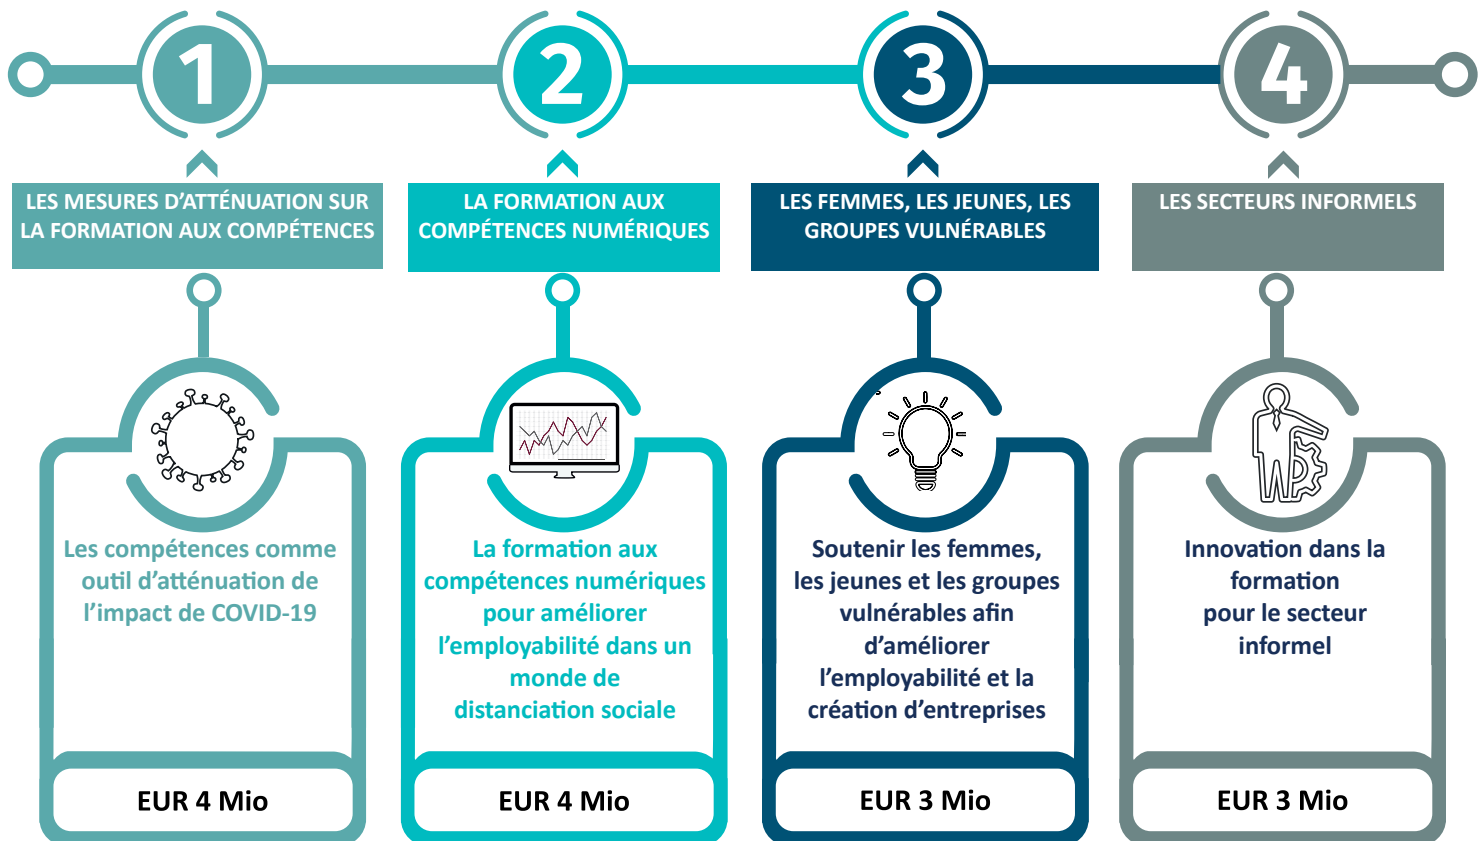 1
2
3
4
LES MESURES D’ATTÉNUATION SUR
LA FORMATION AUX COMPÉTENCES
LA FORMATION AUX
COMPÉTENCES NUMÉRIQUES
LES FEMMES, LES JEUNES, LES
GROUPES VULNÉRABLES
LES SECTEURS INFORMELS
Les compétences comme
outil d’atténuation de
l’impact de COVID-19
EUR 4 Mio
La formation aux
compétences numériques
pour améliorer
l’employabilité dans un
monde de
distanciation sociale
EUR 4 Mio
Soutenir les femmes,
les jeunes et les groupes
vulnérables afin
d’améliorer
l’employabilité et la
création d’entreprises
EUR 3 Mio
Innovation dans la
formation
pour le secteur
informel
EUR 3 Mio